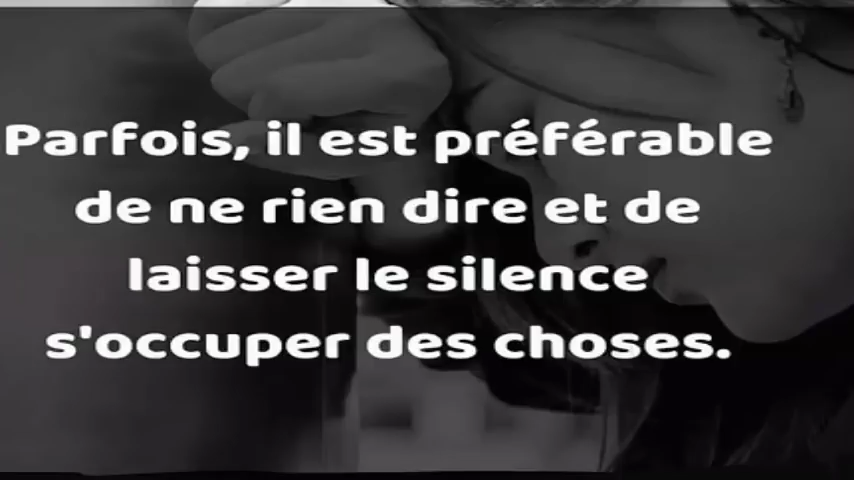 Parfois, il est préférable
de ne rien dire et de
laisser le silence
s'occuper des choses.